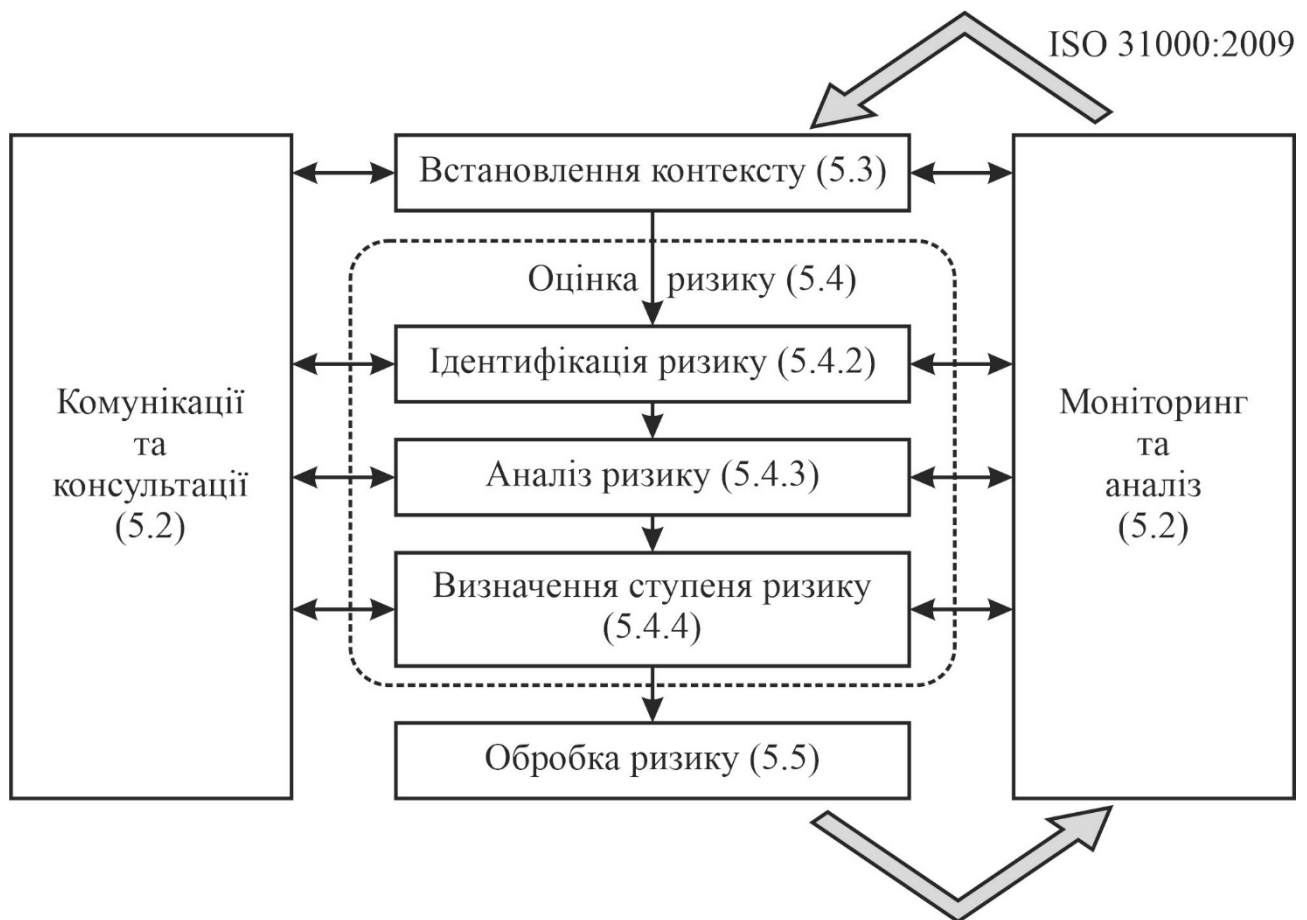 ISO 31000:2009
Встановлення контексту (5.3)
Оцінка ризику (5.4)
Ідентифікація ризику (5.4.2)
Комунікації
та
консультації
(5.2)
Моніторинг
та
аналіз
(5.2)
Аналіз ризику (5.4.3)
Визначення ступеня ризику
(5.4.4)
Обробка ризику (5.5)